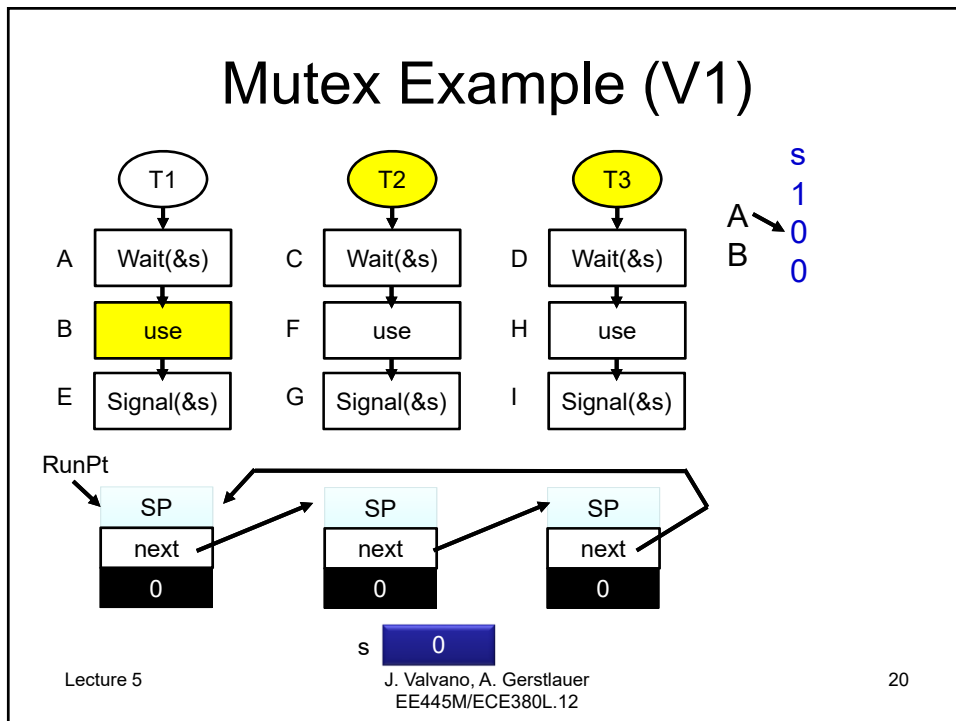 Mutex Example (V1)
T1 T2 T3
s
1
A 0
B 0
A Wait(&s) C Wait(&s) D Wait(&s)
B use F use H use
E Signal(&s) G Signal(&s) I Signal(&s)
RunPt
SP SP SP
next next next
0 0 0
s 0
Lecture 5
J. Valvano, A. Gerstlauer
EE445M/ECE380L.12
20